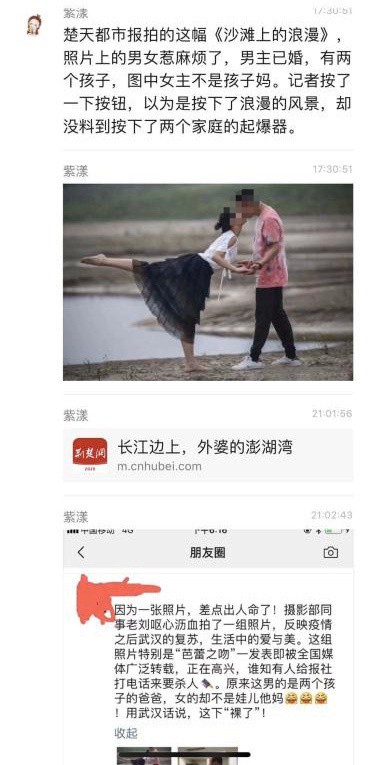 紫漾
17:30:51
楚天都市报拍的这幅《沙滩上的浪漫》，
照片上的男女惹麻烦了，男主已婚，有两
个孩子，图中女主不是孩子妈。记者按了
一下按钮，以为是按下了浪漫的风景，却
没料到按下了两个家庭的起爆器。
紫漾
17:30:51
紫漾
21:01:56
荆楚网
长江边上，外婆的澎湖湾
m.cnhubei.com
紫漾
21:02:43
中国移动 4G
下午6:16
朋友圈
因为一张照片，差点出人命了！摄影部同
事老刘呕心沥血拍了一组照片，反映疫情
之后武汉的复苏，生活中的爱与美。这组
照片特别是“芭蕾之吻”一发表即被全国媒
体广泛转载，正在高兴，谁知有人给报社
打电话来要杀人🔪。原来这男的是两个孩
子的爸爸，女的却不是娃儿他妈😂😂😂
！用武汉话说，这下“裸了”！
收起